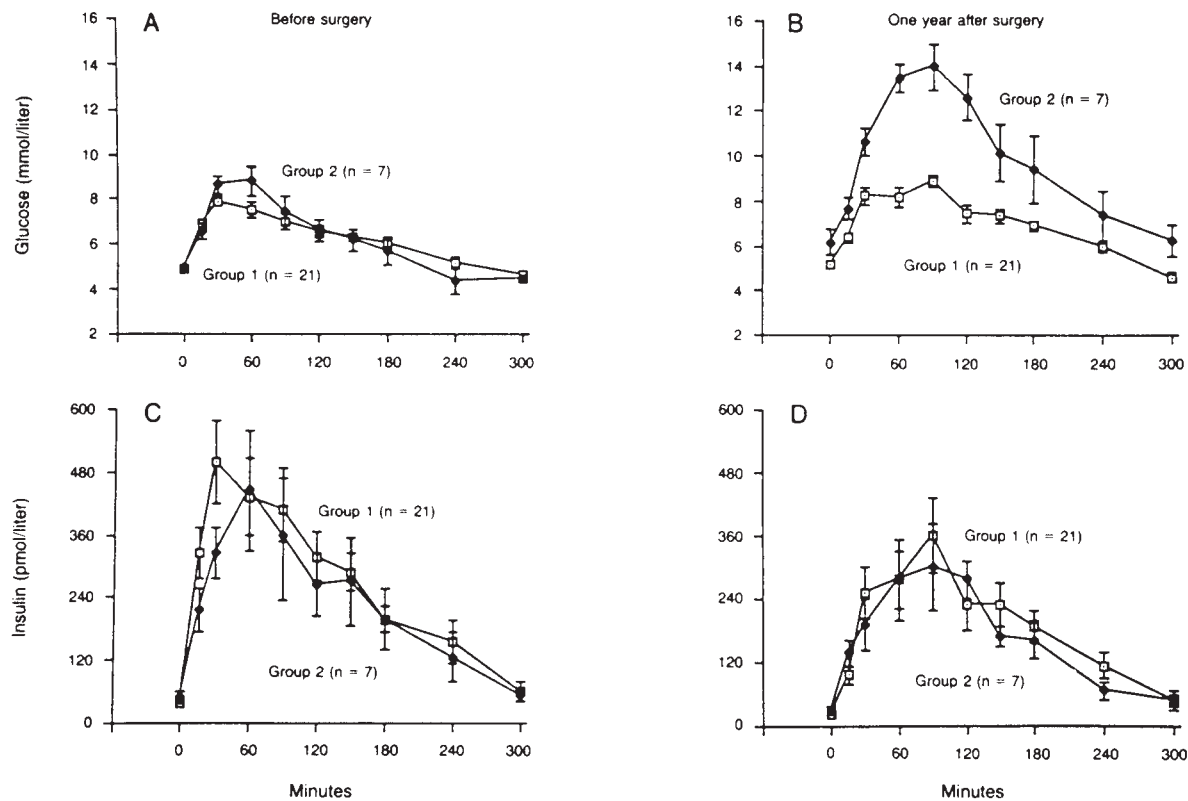 A
Before surgery
Glucose (mmol/liter)
16
14
12
10
8
6
4
2
Group 2 (n = 7)
Group 1 (n = 21)
0
60
120
180
240
300
B
One year after surgery
16
14
12
10
8
6
4
2
Group 2 (n = 7)
Group 1 (n = 21)
0
60
120
180
240
300
C
Insulin (pmol/liter)
600
480
360
240
120
0
Group 1 (n = 21)
Group 2 (n = 7)
0
60
120
180
240
300
Minutes
D
600
480
360
240
120
0
Group 1 (n = 21)
Group 2 (n = 7)
0
60
120
180
240
300
Minutes